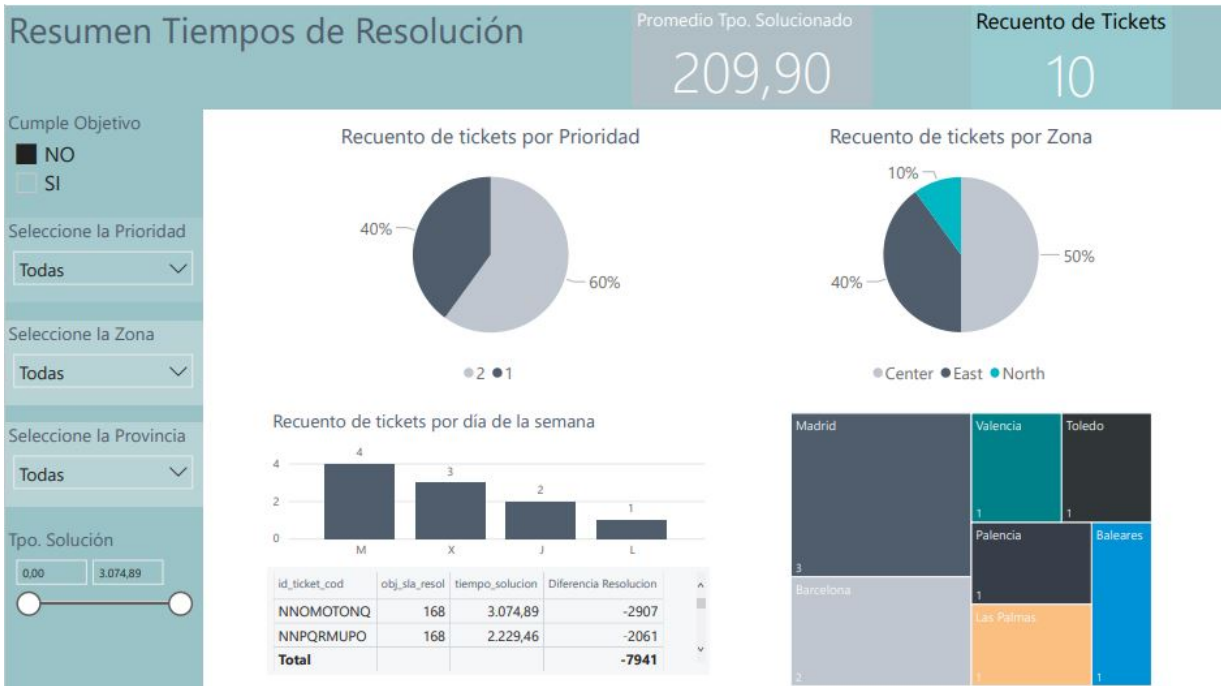 Resumen Tiempos de Resolución
Promedio Tpo. Solucionado
209,90
Recuento de Tickets
10
Cumple Objetivo
NO
SI
Seleccione la Prioridad
Todas
Seleccione la Zona
Todas
Seleccione la Provincia
Todas
Tpo. Solución
0,00 3.074,89
Recuento de tickets por Prioridad
40%
60%
2 1
Recuento de tickets por Zona
10%
50%
40%
Center East North
Recuento de tickets por día de la semana
4
2
0
4
3
2
1
M X J L
id_ticket_cod obj_sla_resol tiempo_solucion Diferencia Resolucion
NNOMOTONQ 168 3.074,89 -2907
NNPQRMUPO 168 2.229,46 -2061
Total -7941
Madrid
3
Barcelona
2
Valencia
1
Toledo
1
Palencia
1
Las Palmas
1
Baleares
1